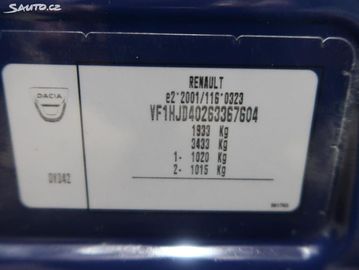 Sauto.cz
RENAULT
e2*2001/116*0323
VF1HJD40263367604
1933 Kg
3433 Kg
1- 1020 Kg
2- 1015 Kg
DACIA
DV342